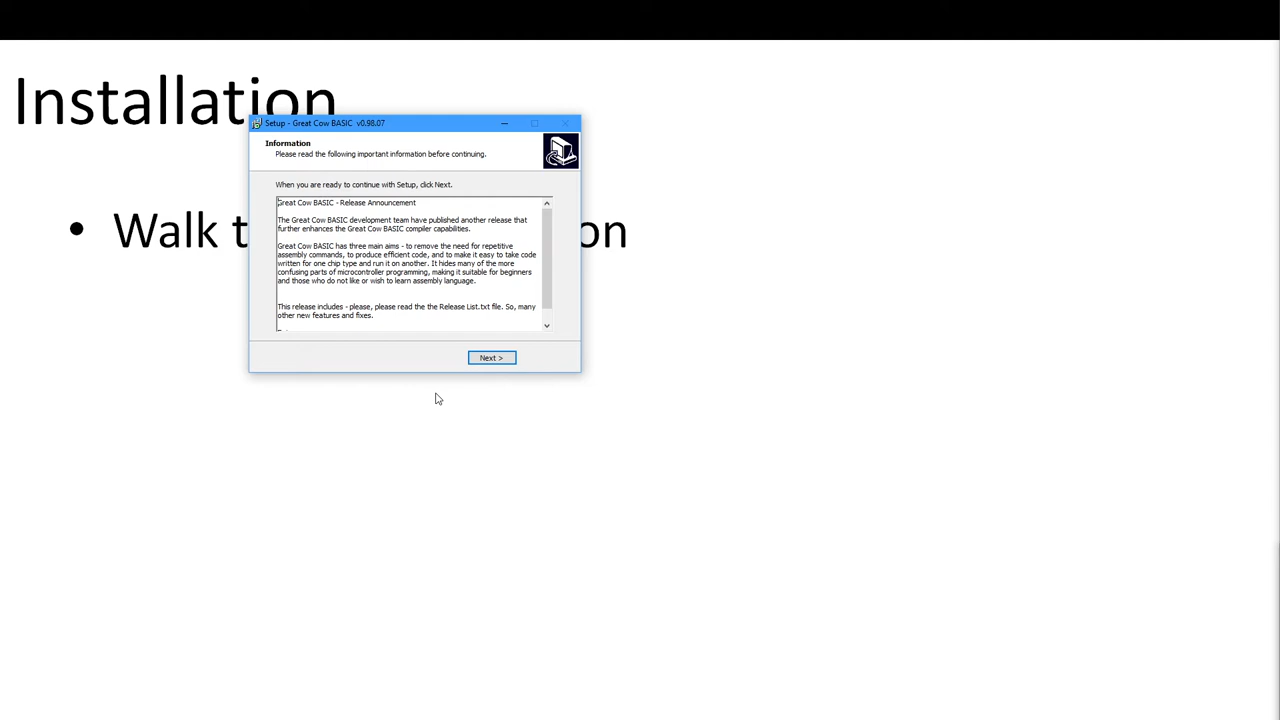 Installation
Setup - Great Cow BASIC v0.98.07
Information
Please read the following important information before continuing.
When you are ready to continue with Setup, click Next.
Great Cow BASIC - Release Announcement
The Great Cow BASIC development team have published another release that
further enhances the Great Cow BASIC compiler capabilities.
Great Cow BASIC has three main aims - to remove the need for repetitive
assembly commands, to produce efficient code, and to make it easy to take code
written for one chip type and run it on another. It hides many of the more
confusing parts of microcontroller programming, making it suitable for beginners
and those who do not like or wish to learn assembly language.
This release includes - please, please read the the Release List.txt file. So, many
other new features and fixes.
Next >
• Walk t on